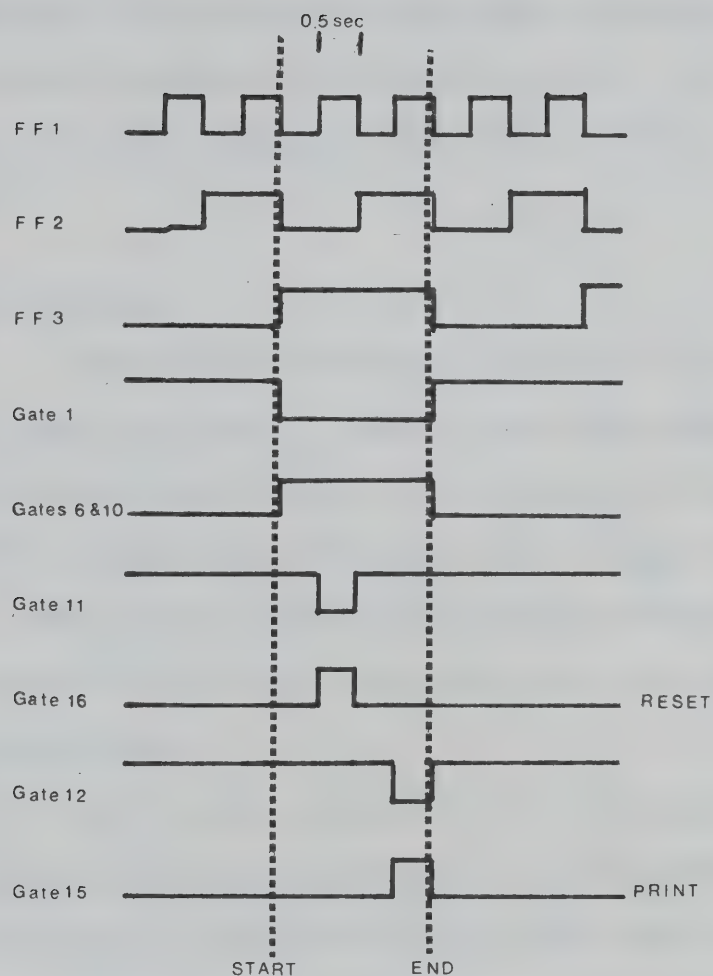 0.5 sec
FF1
FF2
FF3
Gate 1
Gates 6&10
Gate 11
Gate 16 RESET
Gate 12
Gate 15 PRINT
START END